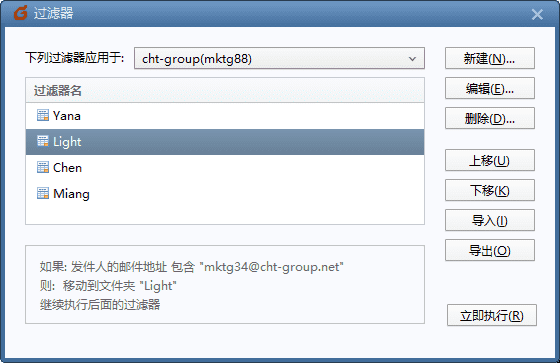 过滤器
下列过滤器应用于: cht-group(mktg88)
新建(N)...
过滤器名
编辑(E)...
Yana
删除(D)...
Light
上移(U)
Chen
下移(K)
Miang
导入(I)
导出(O)
如果: 发件人的邮件地址 包含 "mktg34@cht-group.net"
则: 移动到文件夹 "Light"
继续执行后面的过滤器
立即执行(R)